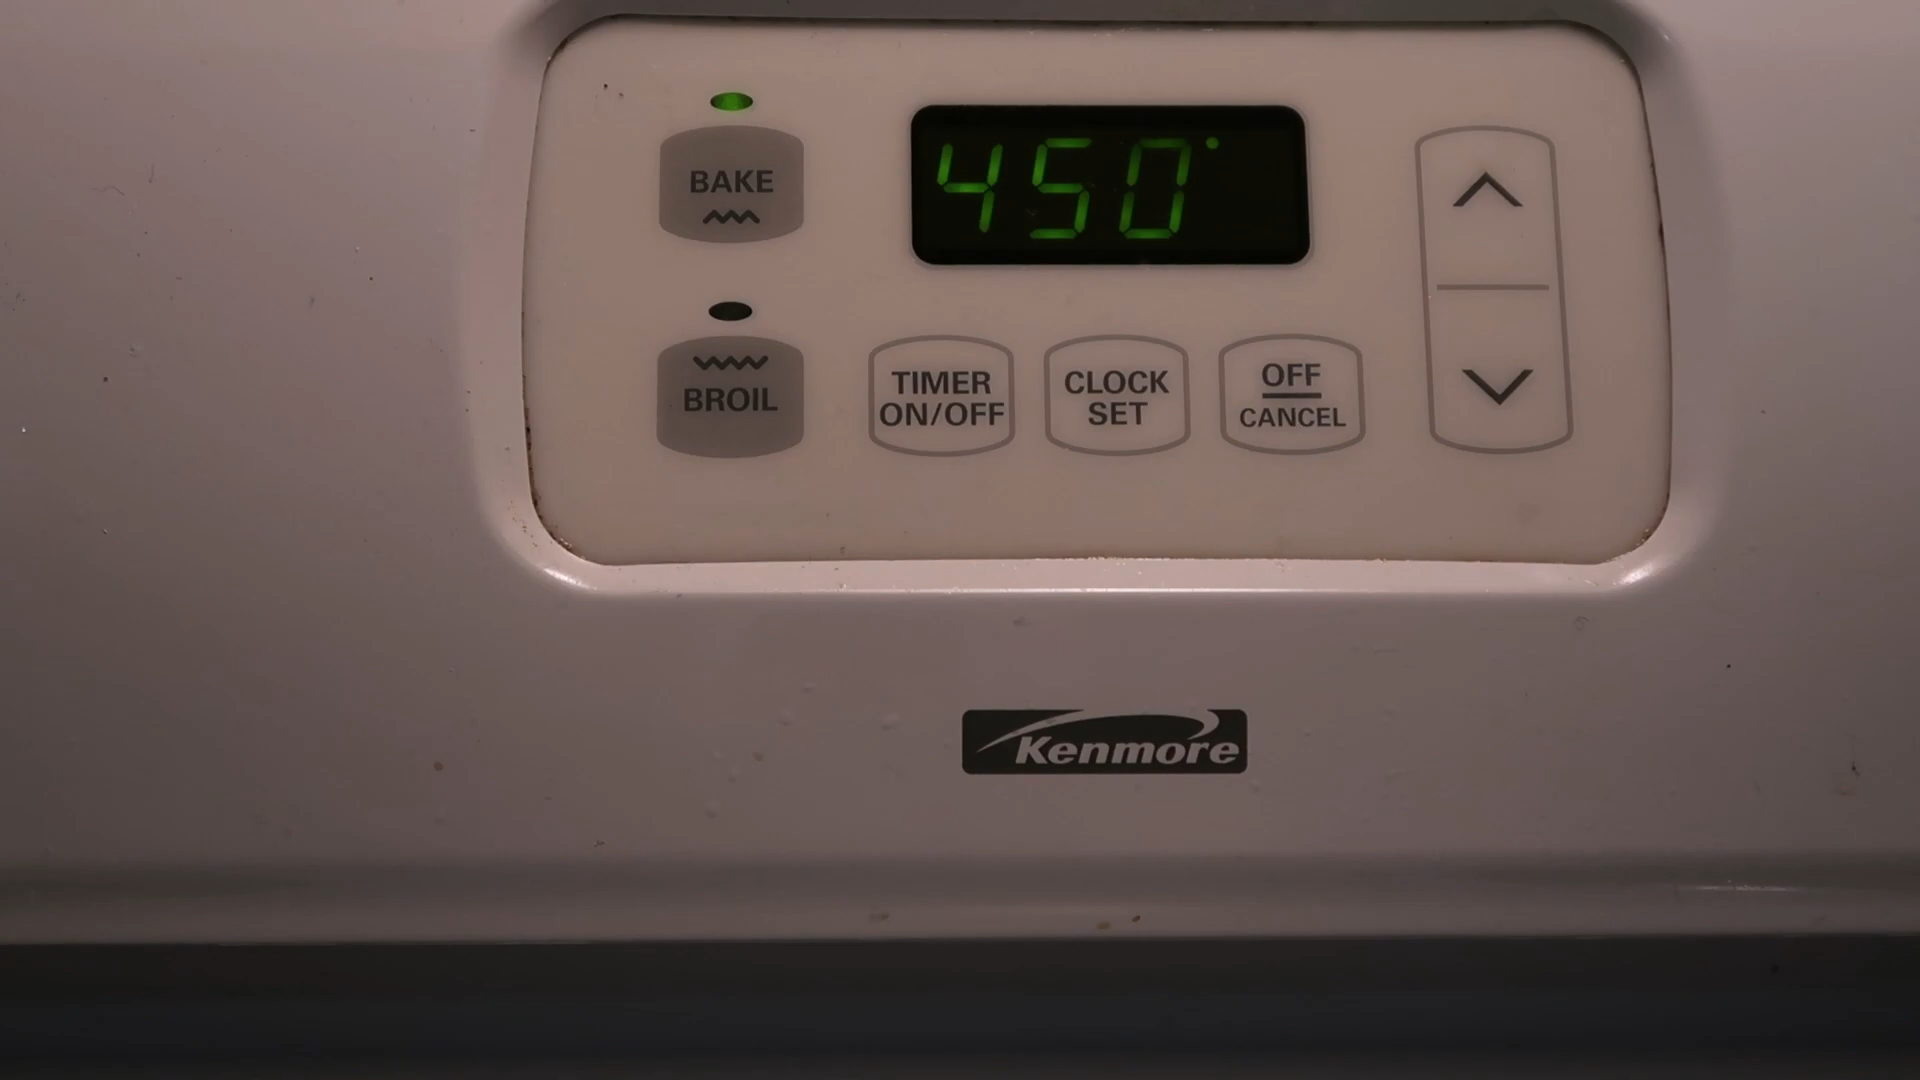 450°
BAKE
BROIL
TIMER
ON/OFF
CLOCK
SET
OFF
CANCEL
Kenmore